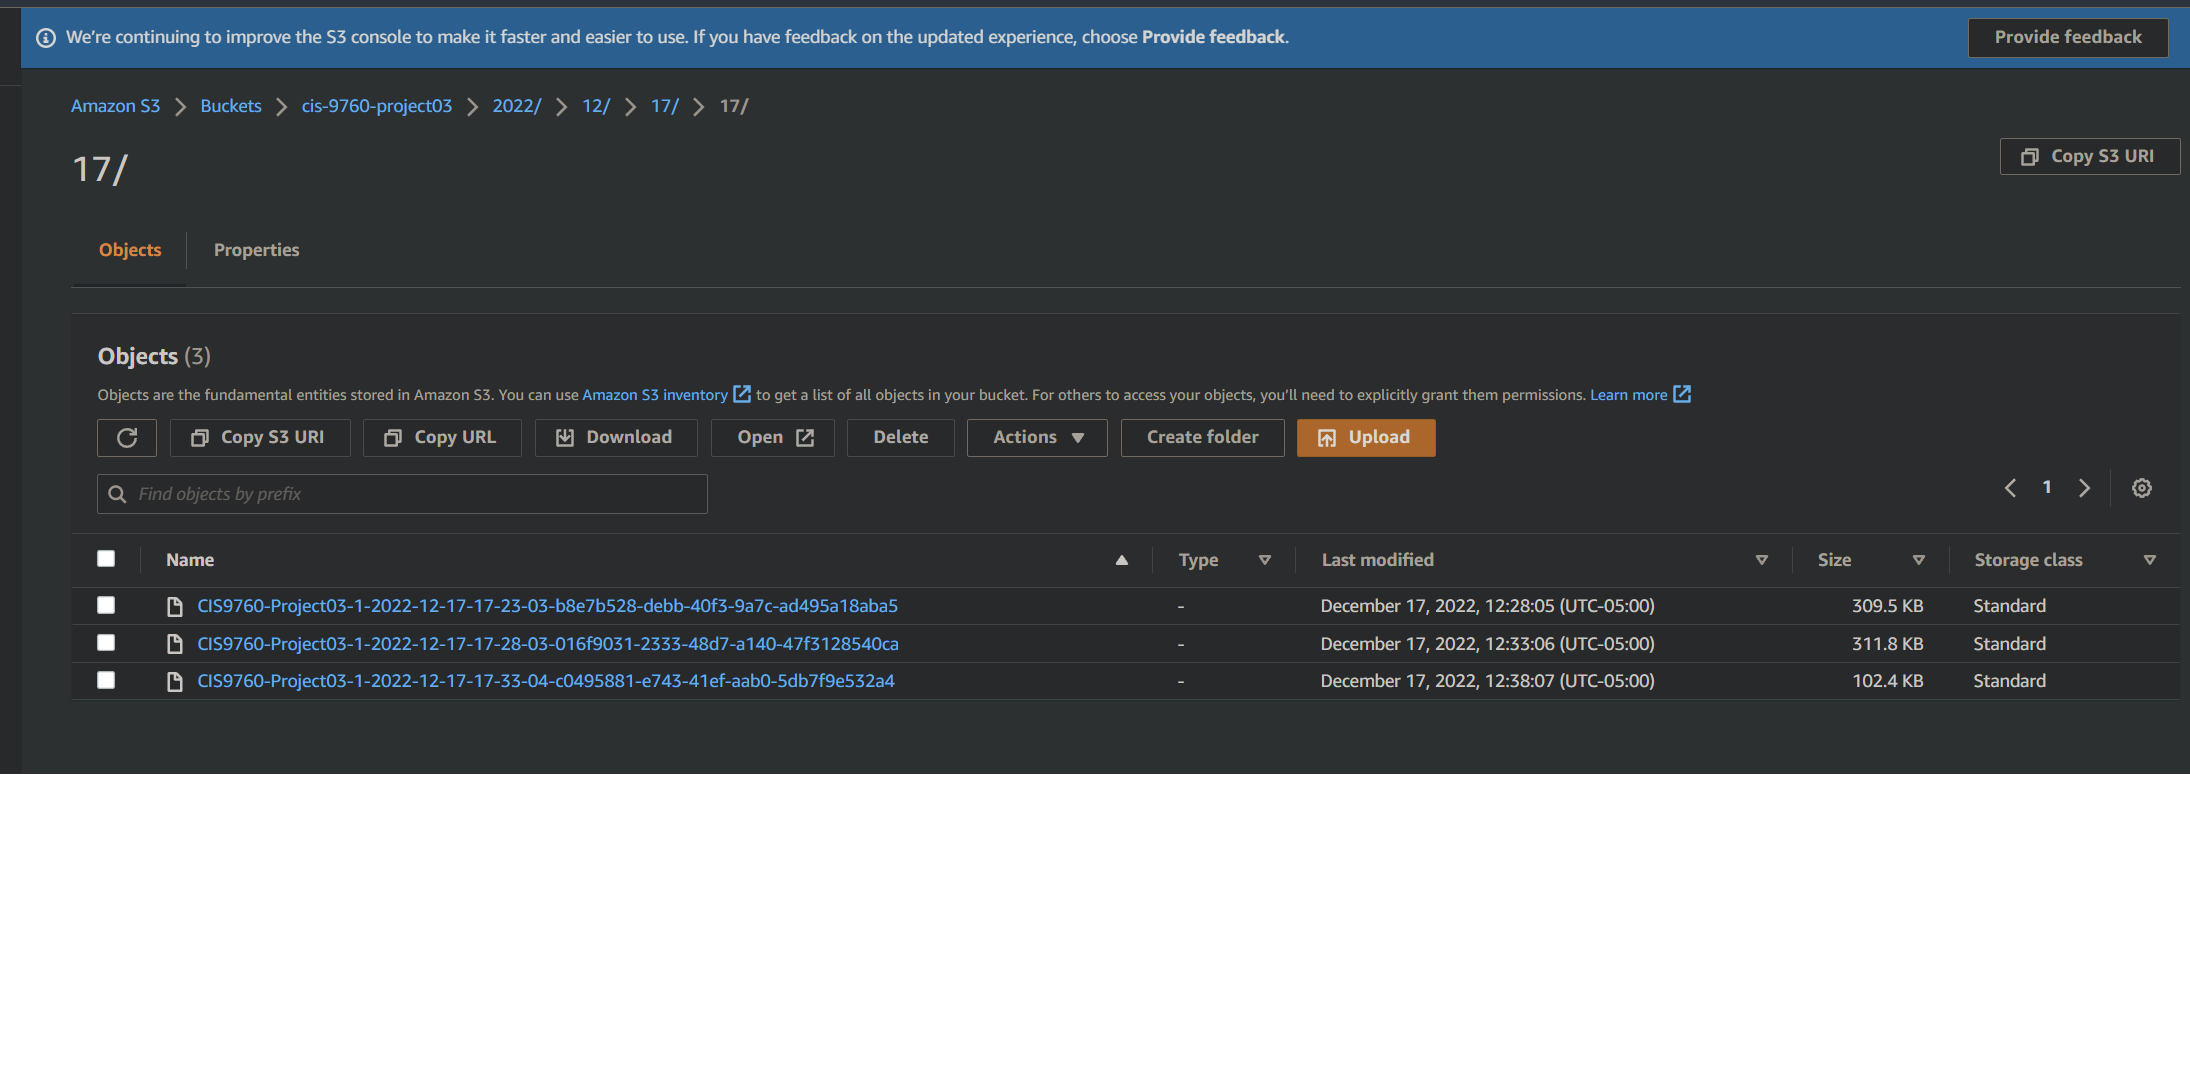 We're continuing to improve the S3 console to make it faster and easier to use. If you have feedback on the updated experience, choose Provide feedback.
Provide feedback
Amazon S3 > Buckets > cis-9760-project03 > 2022/ > 12/ > 17/ > 17/
17/
Copy S3 URI
Objects
Properties
Objects (3)
Objects are the fundamental entities stored in Amazon S3. You can use Amazon S3 inventory to get a list of all objects in your bucket. For others to access your objects, you'll need to explicitly grant them permissions. Learn more
Copy S3 URI Copy URL Download Open Delete Actions Create folder Upload
Find objects by prefix
1
Name Type Last modified Size Storage class
CIS9760-Project03-1-2022-12-17-17-23-03-b8e7b528-debb-40f3-9a7c-ad495a18aba5 - December 17, 2022, 12:28:05 (UTC-05:00) 309.5 KB Standard
CIS9760-Project03-1-2022-12-17-17-28-03-016f9031-2333-48d7-a140-47f3128540ca - December 17, 2022, 12:33:06 (UTC-05:00) 311.8 KB Standard
CIS9760-Project03-1-2022-12-17-17-33-04-c0495881-e743-41ef-aab0-5db7f9e532a4 - December 17, 2022, 12:38:07 (UTC-05:00) 102.4 KB Standard